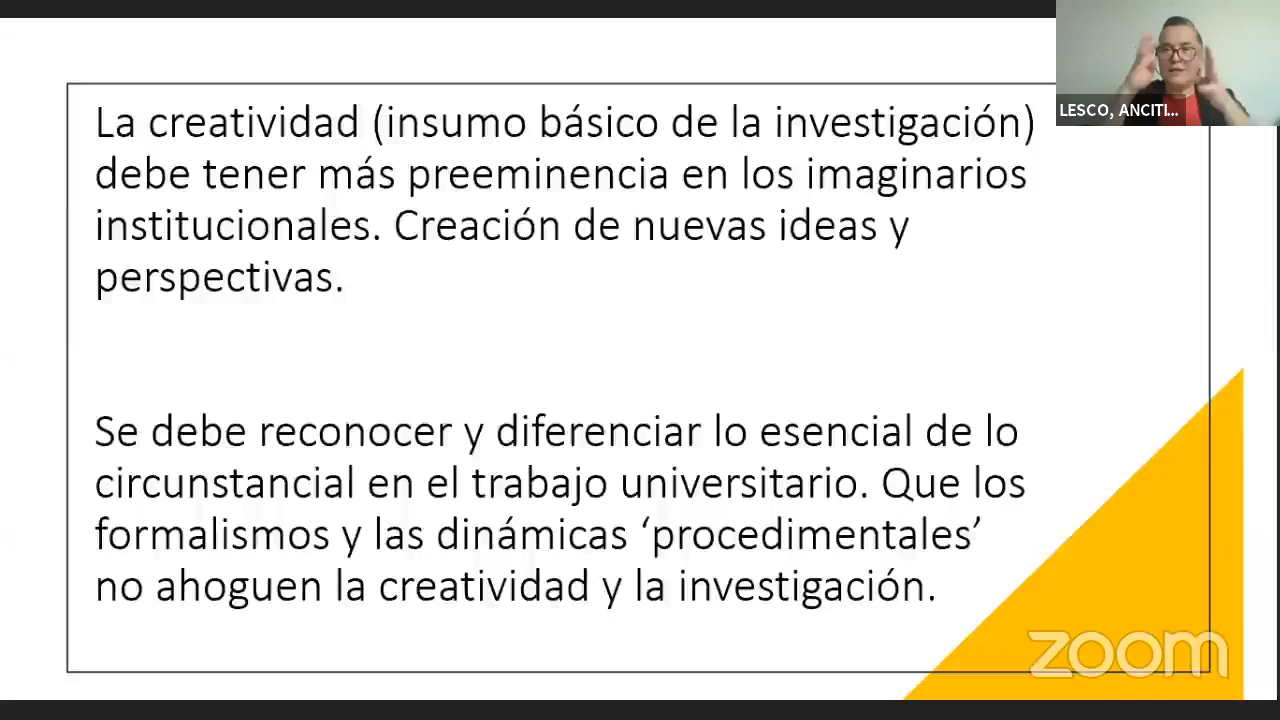 LESCO, ANCITI...
La creatividad (insumo básico de la investigación)
debe tener más preeminencia en los imaginarios
institucionales. Creación de nuevas ideas y
perspectivas.
Se debe reconocer y diferenciar lo esencial de lo
circunstancial en el trabajo universitario. Que los
formalismos y las dinámicas ‘procedimentales’
no ahoguen la creatividad y la investigación.
zoom